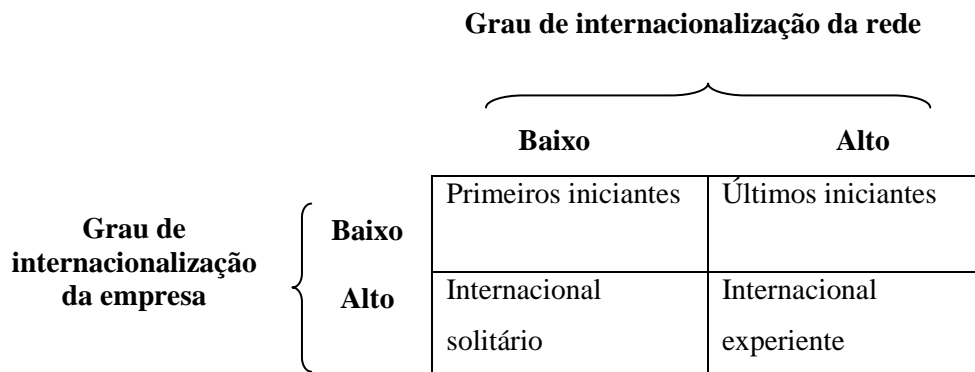 Grau de internacionalização da rede
Baixo Alto
Grau de
internacionalização
da empresa
Baixo
Primeiros iniciantes Últimos iniciantes
Alto
Internacional
solitário
Internacional
experiente